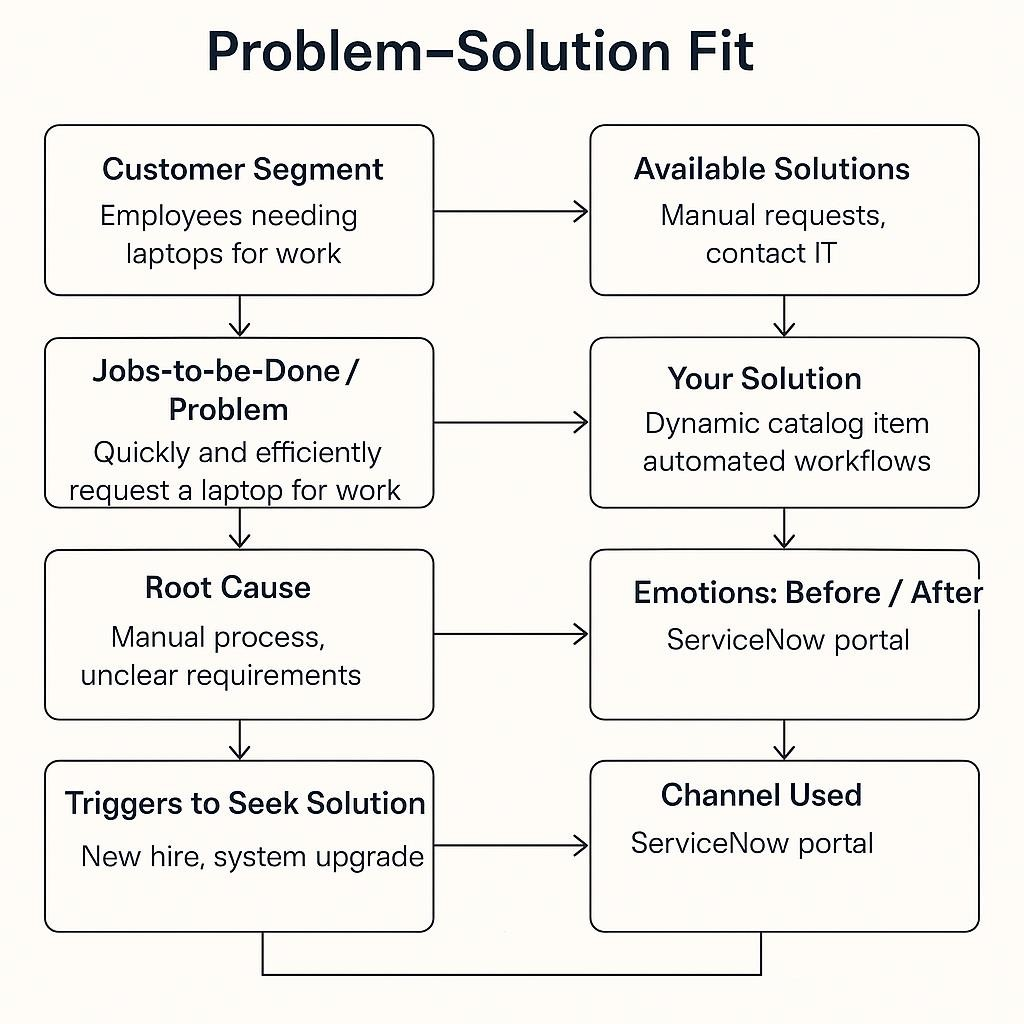 Problem–Solution Fit
Customer Segment
Employees needing
laptops for work
Available Solutions
Manual requests,
contact IT
Jobs-to-be-Done /
Problem
Quickly and efficiently
request a laptop for work
Your Solution
Dynamic catalog item
automated workflows
Root Cause
Manual process,
unclear requirements
Emotions: Before / After
ServiceNow portal
Triggers to Seek Solution
New hire, system upgrade
Channel Used
ServiceNow portal